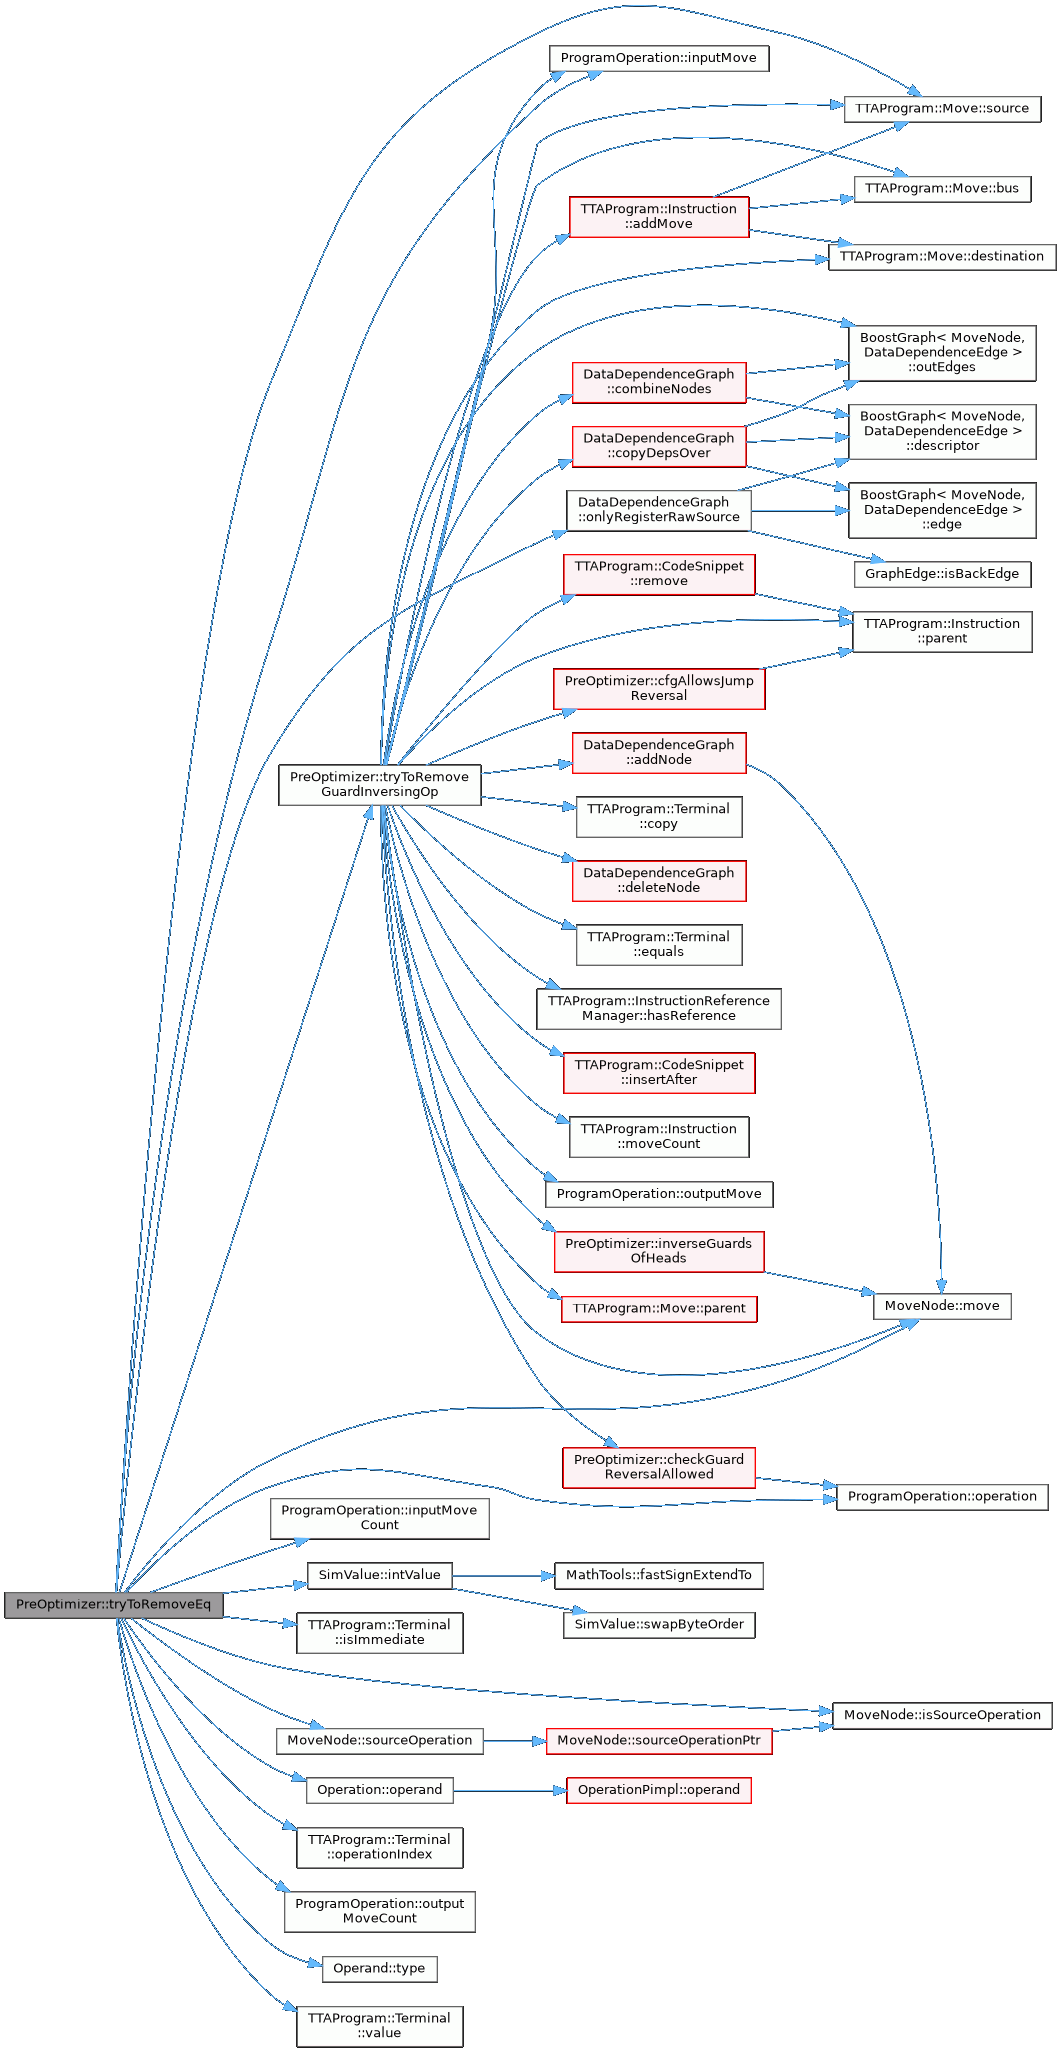 ProgramOperation::inputMove
TTAProgram::Move::source
TTAProgram::Move::bus
TTAProgram::Instruction
::addMove
TTAProgram::Move::destination
BoostGraph< MoveNode,
DataDependenceEdge >
::outEdges
DataDependenceGraph
::combineNodes
BoostGraph< MoveNode,
DataDependenceEdge >
::descriptor
DataDependenceGraph
::copyDepsOver
BoostGraph< MoveNode,
DataDependenceEdge >
::edge
DataDependenceGraph
::onlyRegisterRawSource
GraphEdge::isBackEdge
TTAProgram::CodeSnippet
::remove
TTAProgram::Instruction
::parent
PreOptimizer::cfgAllowsJump
Reversal
DataDependenceGraph
::addNode
PreOptimizer::tryToRemove
GuardInversingOp
TTAProgram::Terminal
::copy
DataDependenceGraph
::deleteNode
TTAProgram::Terminal
::equals
TTAProgram::InstructionReference
Manager::hasReference
TTAProgram::CodeSnippet
::insertAfter
TTAProgram::Instruction
::moveCount
ProgramOperation::outputMove
PreOptimizer::inverseGuards
OfHeads
TTAProgram::Move::parent
MoveNode::move
PreOptimizer::checkGuard
ReversalAllowed
ProgramOperation::operation
ProgramOperation::inputMove
Count
SimValue::intValue
MathTools::fastSignExtendTo
PreOptimizer::tryToRemoveEq
SimValue::swapByteOrder
TTAProgram::Terminal
::isImmediate
MoveNode::isSourceOperation
MoveNode::sourceOperation
MoveNode::sourceOperationPtr
Operation::operand
OperationPimpl::operand
TTAProgram::Terminal
::operationIndex
ProgramOperation::output
MoveCount
Operand::type
TTAProgram::Terminal
::value